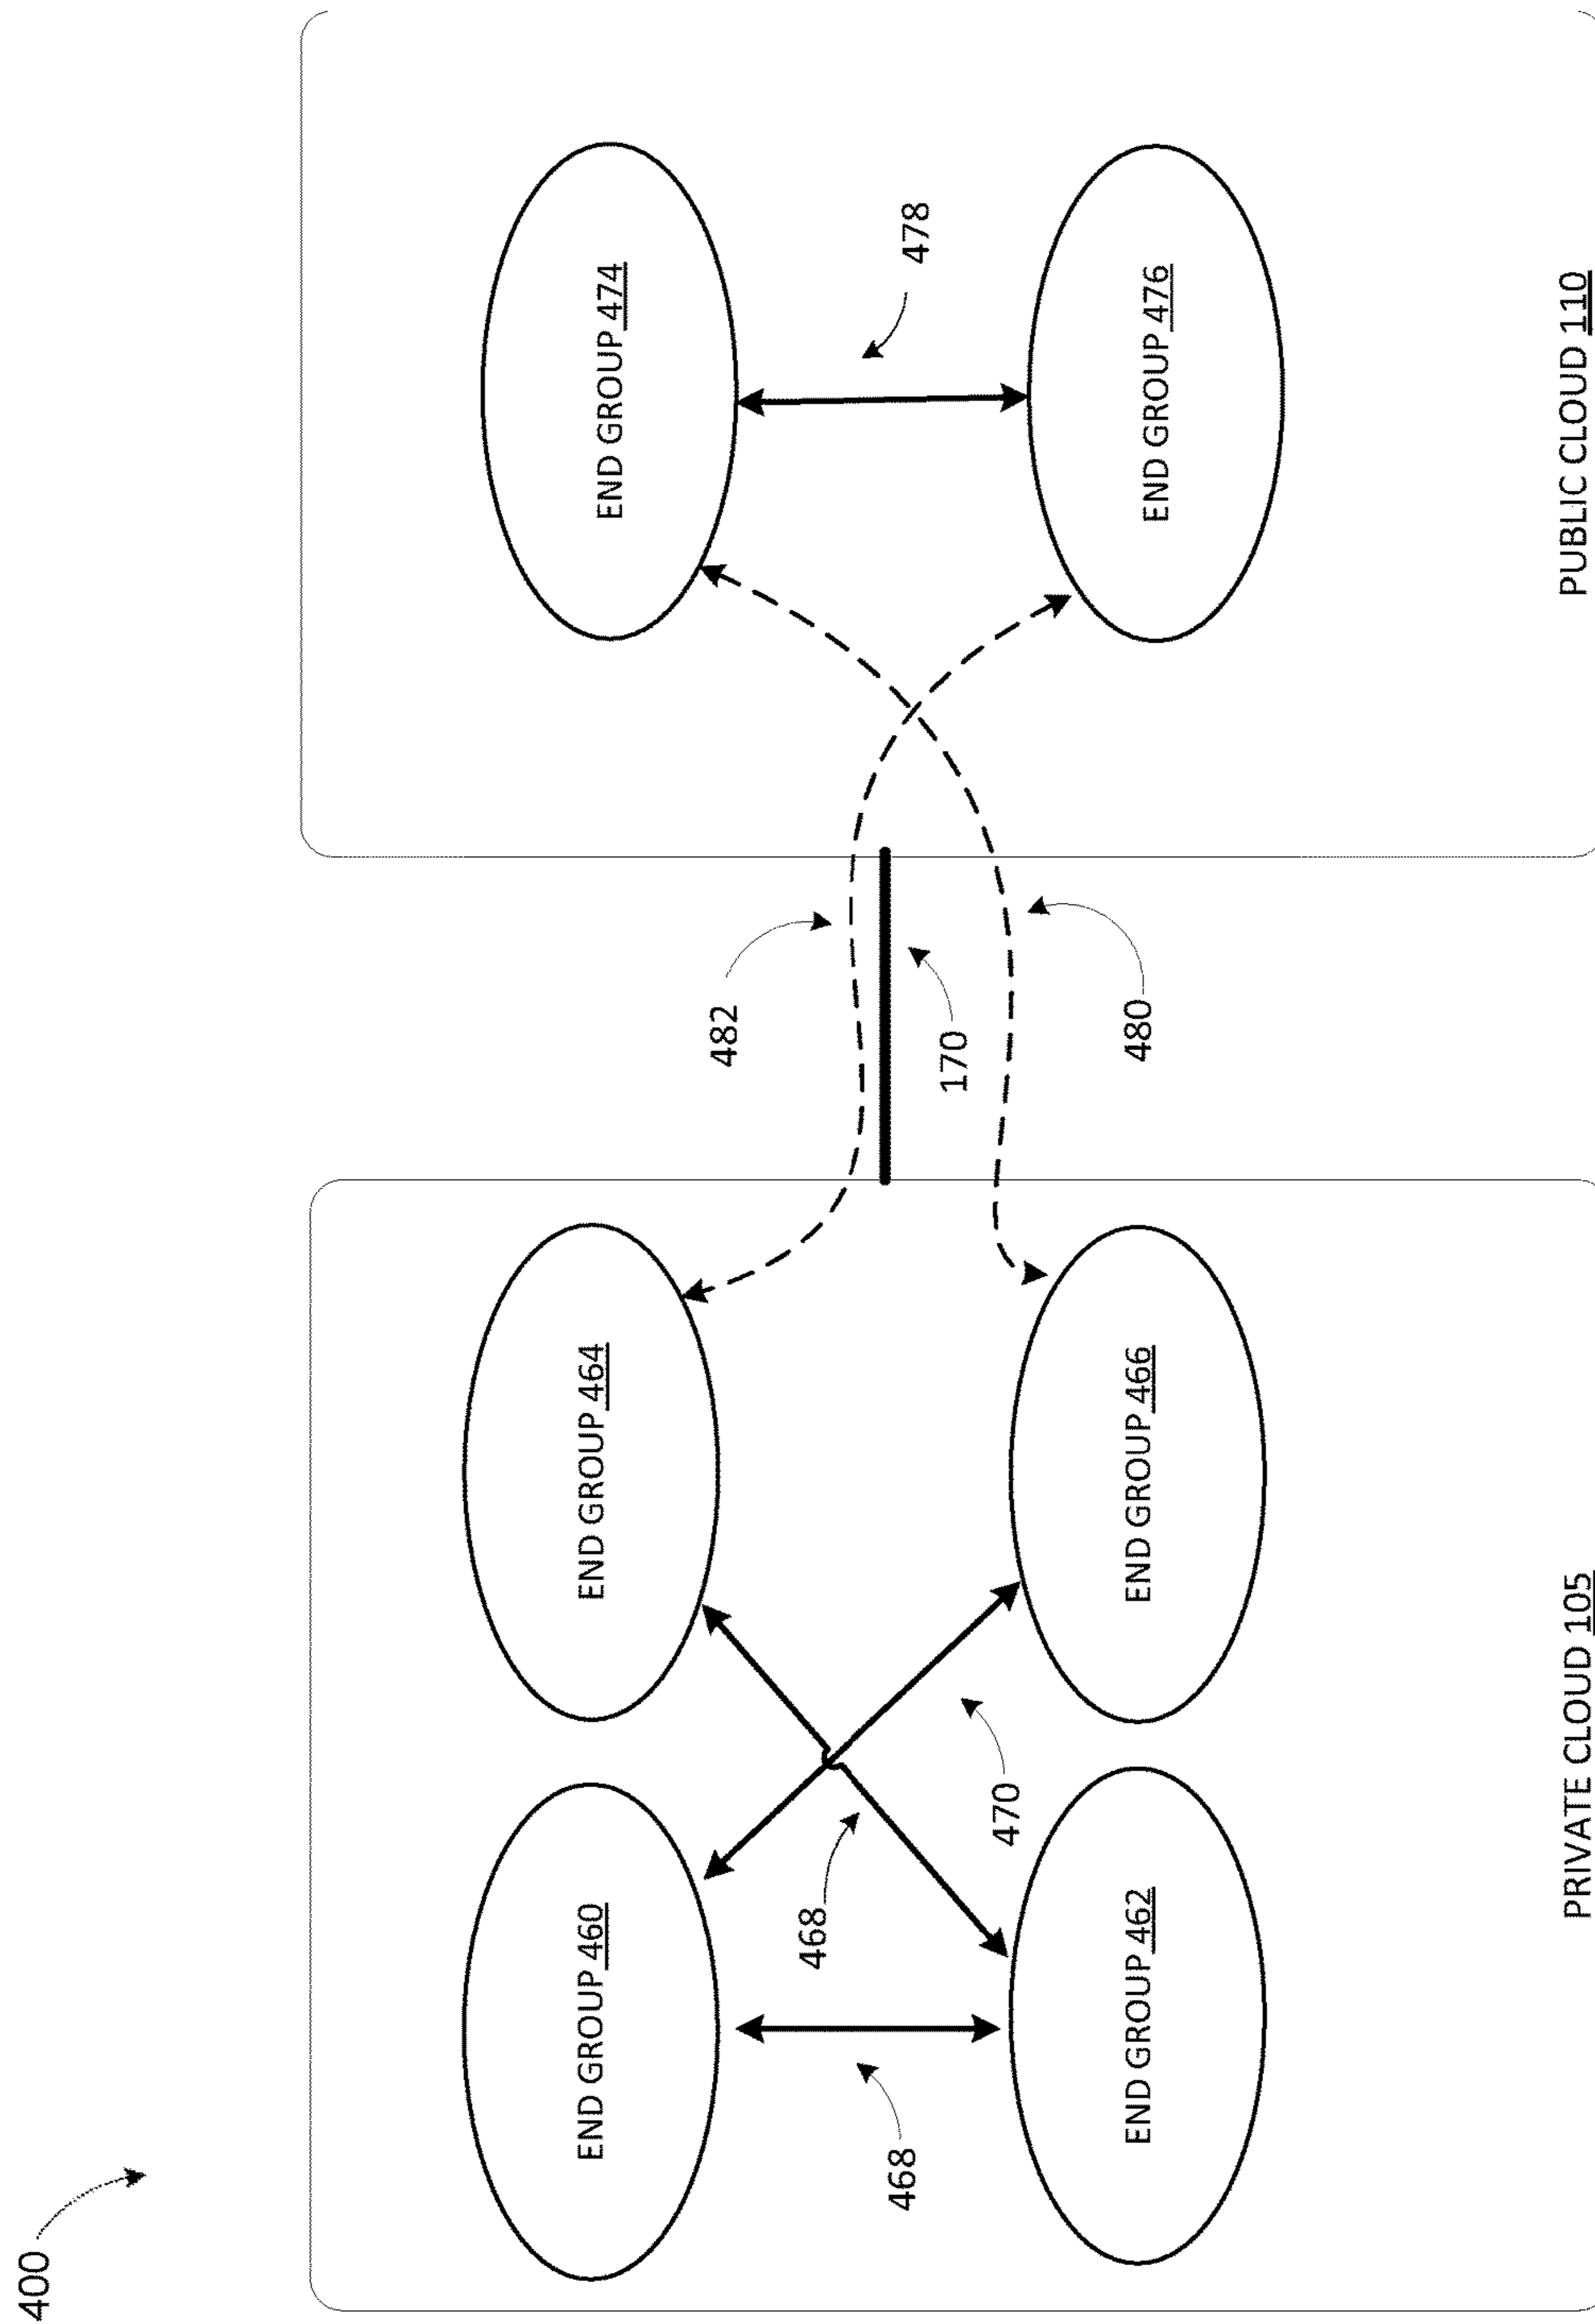 400
END GROUP 460
END GROUP 464
END GROUP 474
482
478
468
468
170
470
480
END GROUP 462
END GROUP 466
END GROUP 476
PRIVATE CLOUD 105
PUBLIC CLOUD 110